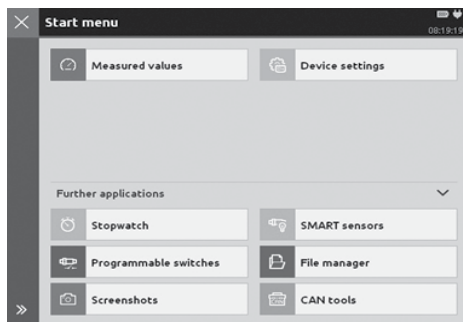 Start menu
08:19:19
Measured values
Device settings
Further applications
Stopwatch
SMART sensors
Programmable switches
File manager
Screenshots
CAN tools